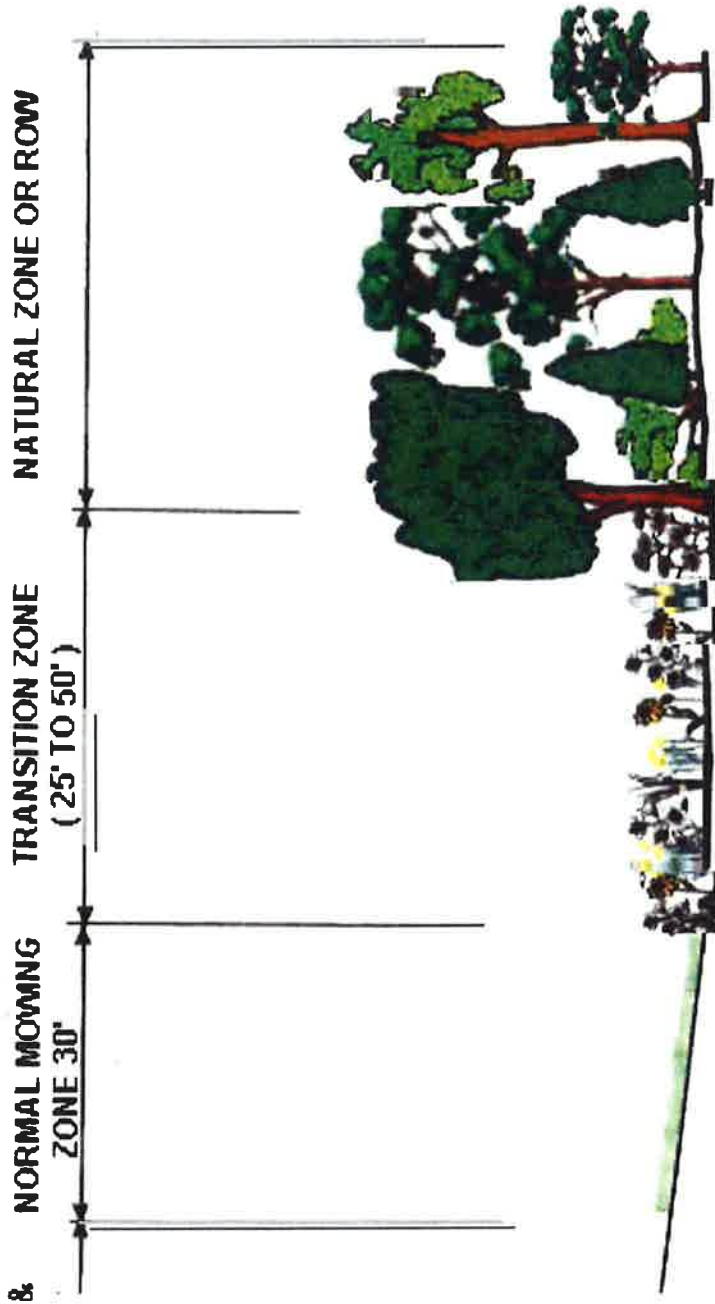 &
NORMAL MOWING
ZONE 30'
TRANSITION ZONE
( 25' TO 50' )
NATURAL ZONE OR ROW